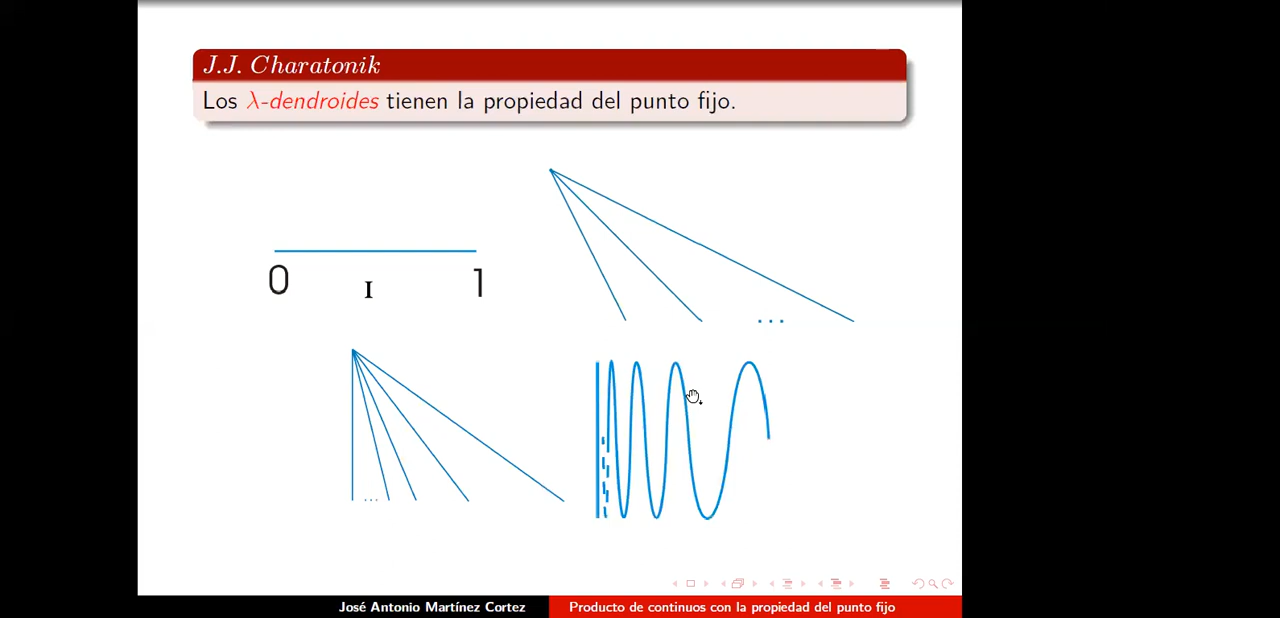 J.J. Charatonik
Los λ-dendroides tienen la propiedad del punto fijo.
0
1
...
...
José Antonio Martínez Cortez
Producto de continuos con la propiedad del punto fijo